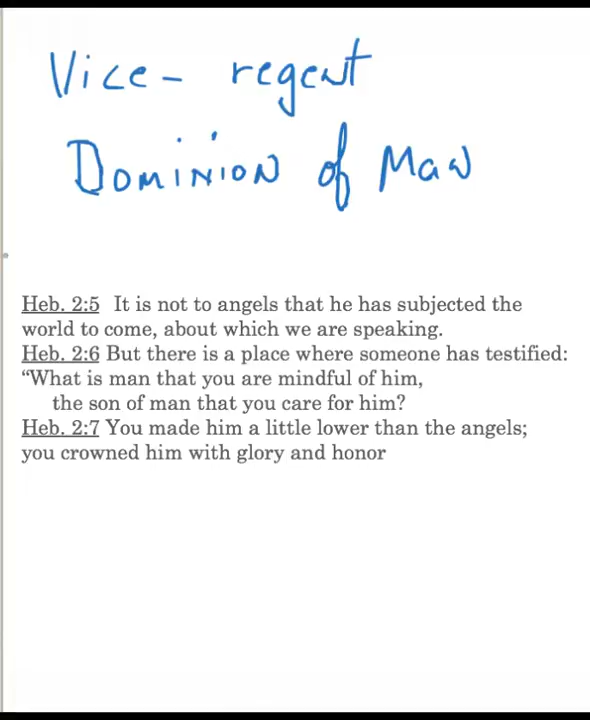 Vice- regent
Dominion of Man
Heb. 2:5 It is not to angels that he has subjected the
world to come, about which we are speaking.
Heb. 2:6 But there is a place where someone has testified:
“What is man that you are mindful of him,
the son of man that you care for him?
Heb. 2:7 You made him a little lower than the angels;
you crowned him with glory and honor